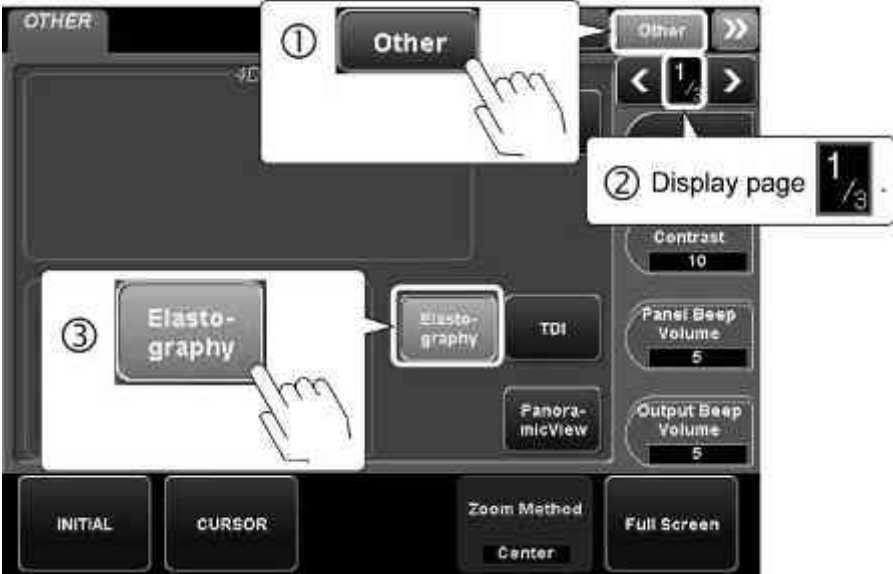 OTHER
① Other
Other »
4D
< 1/3 >
② Display page 1/3 .
Contrast
10
③ Elasto-
graphy
Elasto-
graphy
TDI
Panel Beep
Volume
5
Panora-
micView
Output Beep
Volume
5
INITIAL
CURSOR
Zoom Method
Center
Full Screen